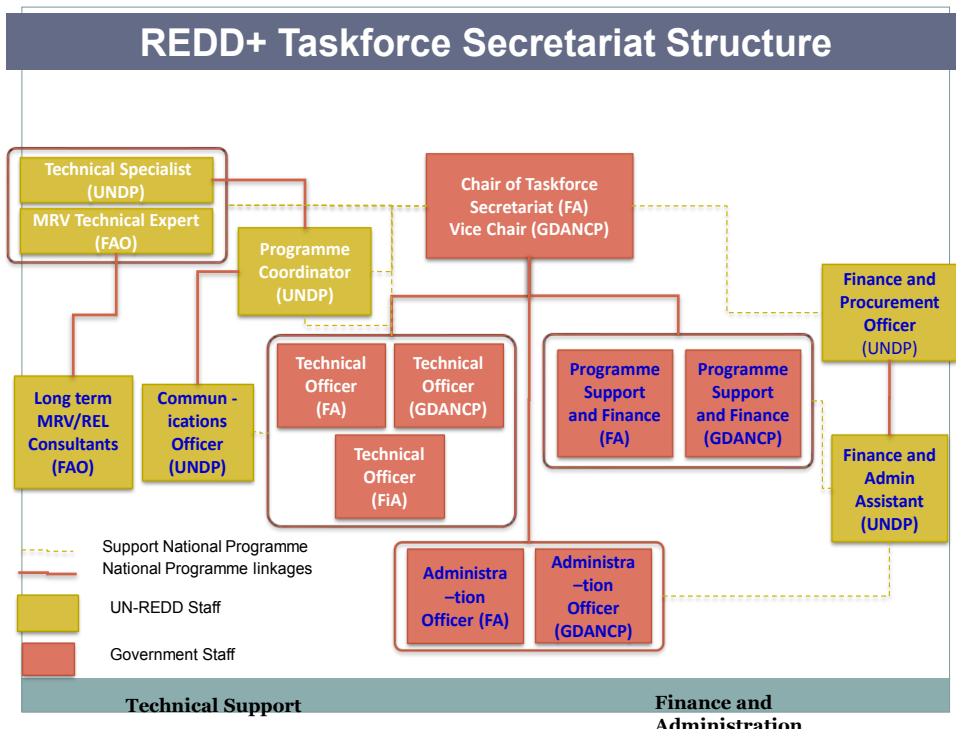 REDD+ Taskforce Secretariat Structure
Technical Specialist
(UNDP)
MRV Technical Expert
(FAO)
Programme
Coordinator
(UNDP)
Chair of Taskforce
Secretariat (FA)
Vice Chair (GDANCP)
Finance and
Procurement
Officer
(UNDP)
Long term
MRV/REL
Consultants
(FAO)
Commun -
ications
Officer
(UNDP)
Technical
Officer
(FA)
Technical
Officer
(GDANCP)
Technical
Officer
(FiA)
Programme
Support
and Finance
(FA)
Programme
Support
and Finance
(GDANCP)
Finance and
Admin
Assistant
(UNDP)
Administra
–tion
Officer (FA)
Administra
–tion
Officer
(GDANCP)
Support National Programme
National Programme linkages
UN-REDD Staff
Government Staff
Technical Support
Finance and
Administration